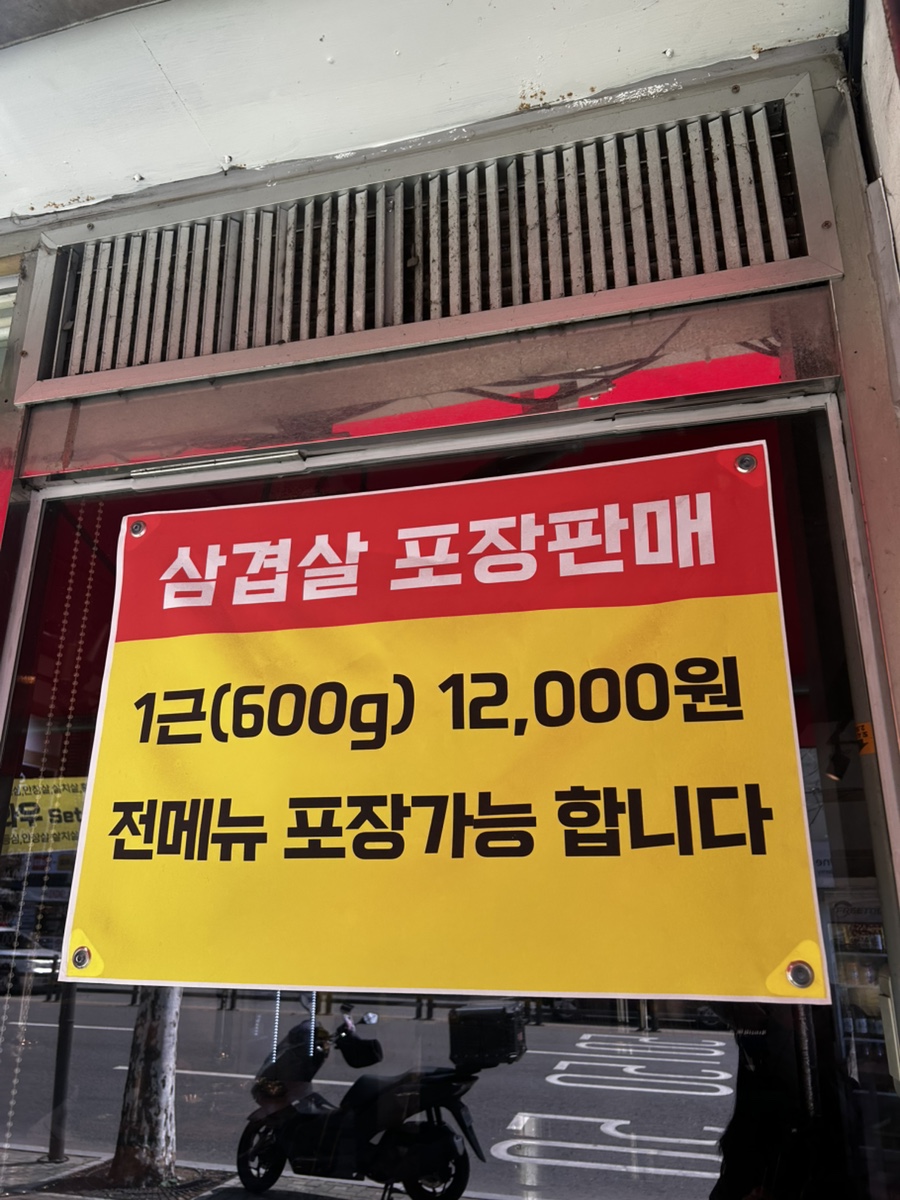 삼겹살 포장판매
1근(600g) 12,000원
전메뉴 포장가능 합니다